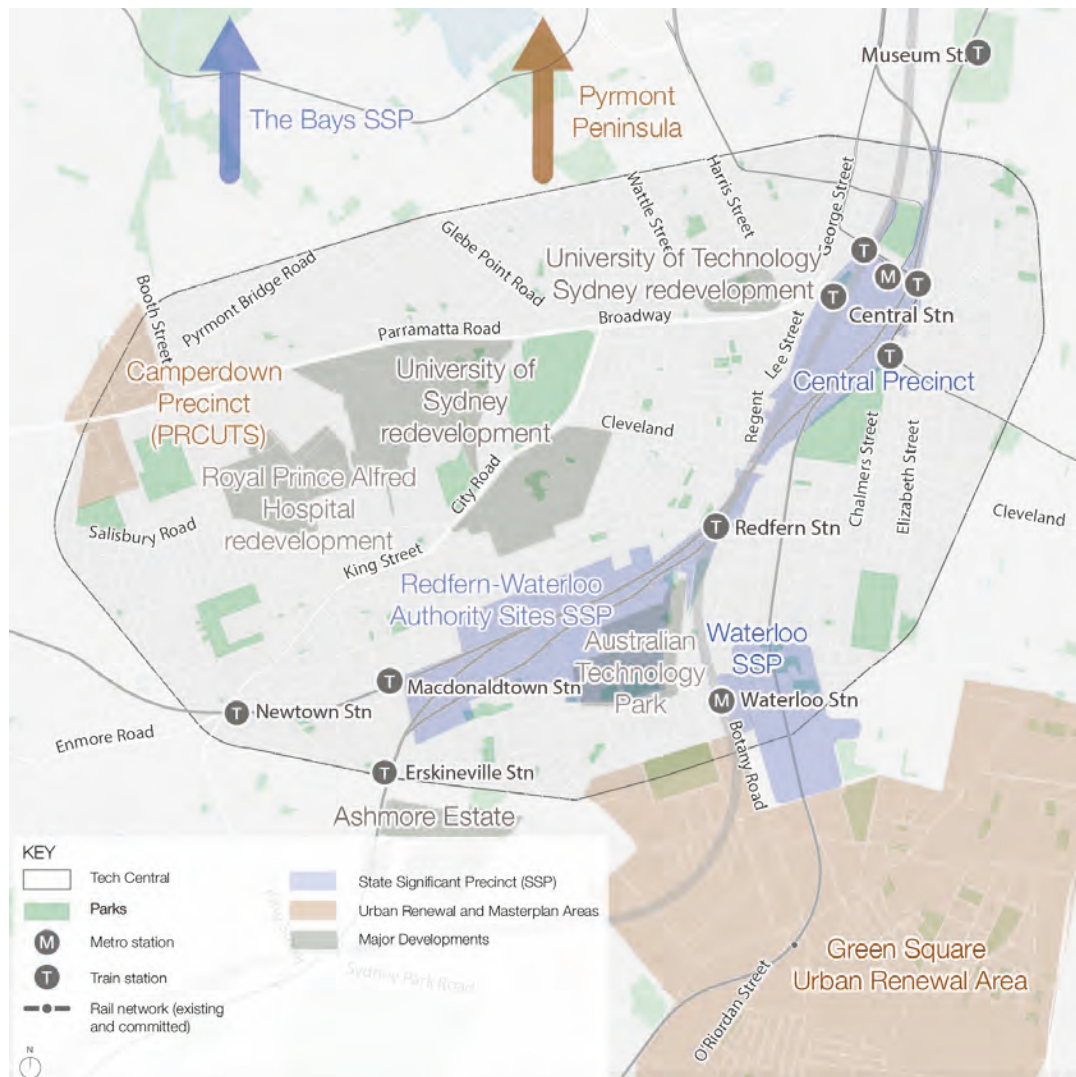 Museum St.
T
The Bays SSP
Pyrmont
Peninsula
Wattle Street
Harris Street
George Street
Glebe Point Road
Pyrmont Bridge Road
Booth Street
University of Technology
Sydney redevelopment
T
M
T
T
Central Stn
Broadway
Parramatta Road
Lee Street
T
Central Precinct
Camperdown
Precinct
(PRCUTS)
University of
Sydney
redevelopment
Cleveland
Regent
Chalmers Street
Elizabeth Street
Cleveland
Royal Prince Alfred
Hospital
redevelopment
City Road
Salisbury Road
King Street
T
Redfern Stn
Redfern-Waterloo
Authority Sites SSP
Australian
Technology
Park
Waterloo
SSP
T
Macdonaldtown Stn
M
Waterloo Stn
T
Newtown Stn
Enmore Road
Botany Road
T
Erskineville Stn
Ashmore Estate
KEY
Tech Central
Parks
M
Metro station
T
Train station
Rail network (existing
and committed)
State Significant Precinct (SSP)
Urban Renewal and Masterplan Areas
Major Developments
Sydney Park Road
O'Riordan Street
Green Square
Urban Renewal Area
N